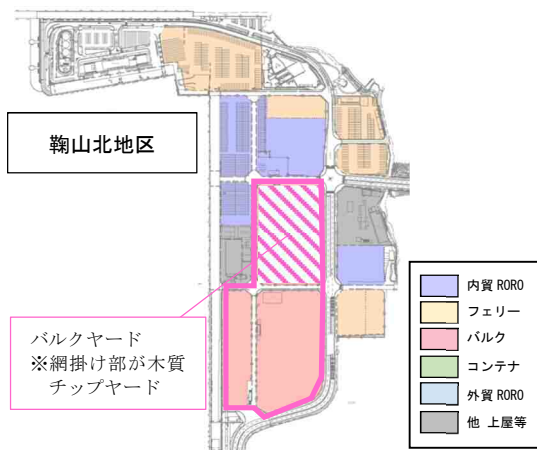 鞠山北地区
バルクヤード
※網掛け部が木質
チップヤード
内貿 RORO
フェリー
バルク
コンテナ
外貿 RORO
他 上屋等